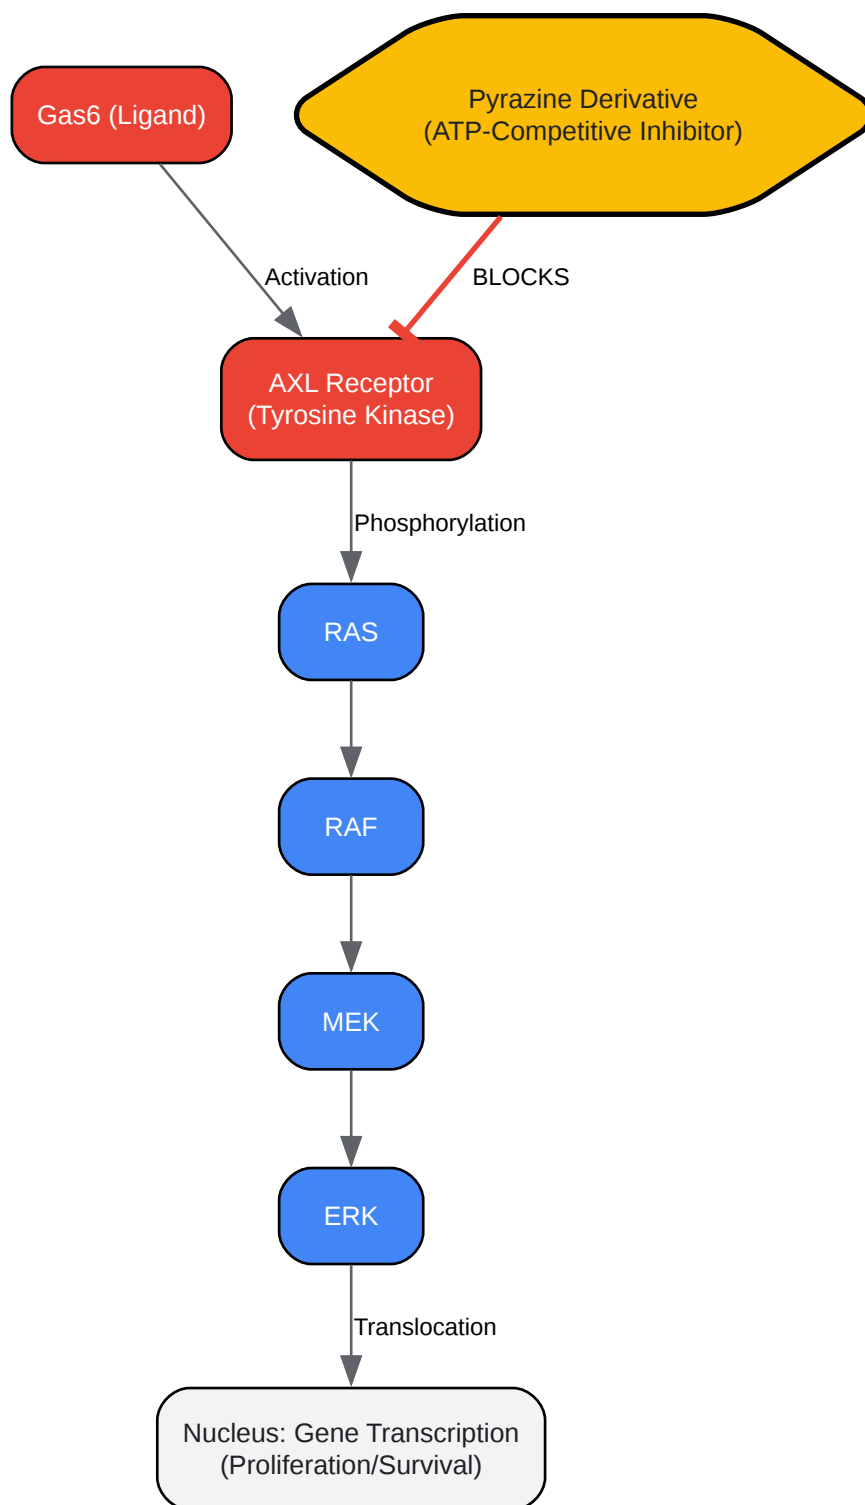 Gas6 (Ligand)
Pyrazine Derivative
(ATP-Competitive Inhibitor)
Activation
BLOCKS
AXL Receptor
(Tyrosine Kinase)
Phosphorylation
RAS
RAF
MEK
ERK
Translocation
Nucleus: Gene Transcription
(Proliferation/Survival)